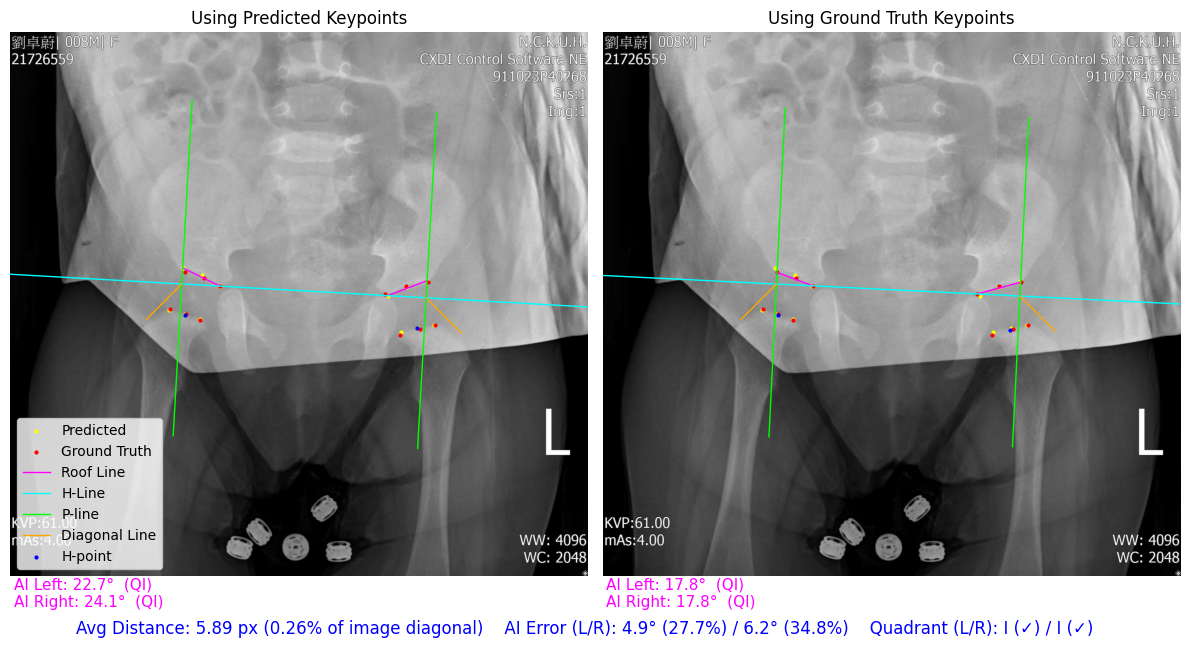 Using Predicted Keypoints
劉卓蔚| 008M| F
21726559
N.C.K.U.H.
CXDI Control Software NE
911023P40268
Srs:1
Img:1
L
Predicted
Ground Truth
Roof Line
H-Line
P-line
Diagonal Line
H-point
KVP:61.00
mAs:4.00
WW: 4096
WC: 2048
AI Left: 22.7° (QI)
AI Right: 24.1° (QI)
Using Ground Truth Keypoints
劉卓蔚| 008M| F
21726559
N.C.K.U.H.
CXDI Control Software NE
911023P40268
Srs:1
Img:1
L
KVP:61.00
mAs:4.00
WW: 4096
WC: 2048
AI Left: 17.8° (QI)
AI Right: 17.8° (QI)
Avg Distance: 5.89 px (0.26% of image diagonal) AI Error (L/R): 4.9° (27.7%) / 6.2° (34.8%) Quadrant (L/R): I (✓) / I (✓)